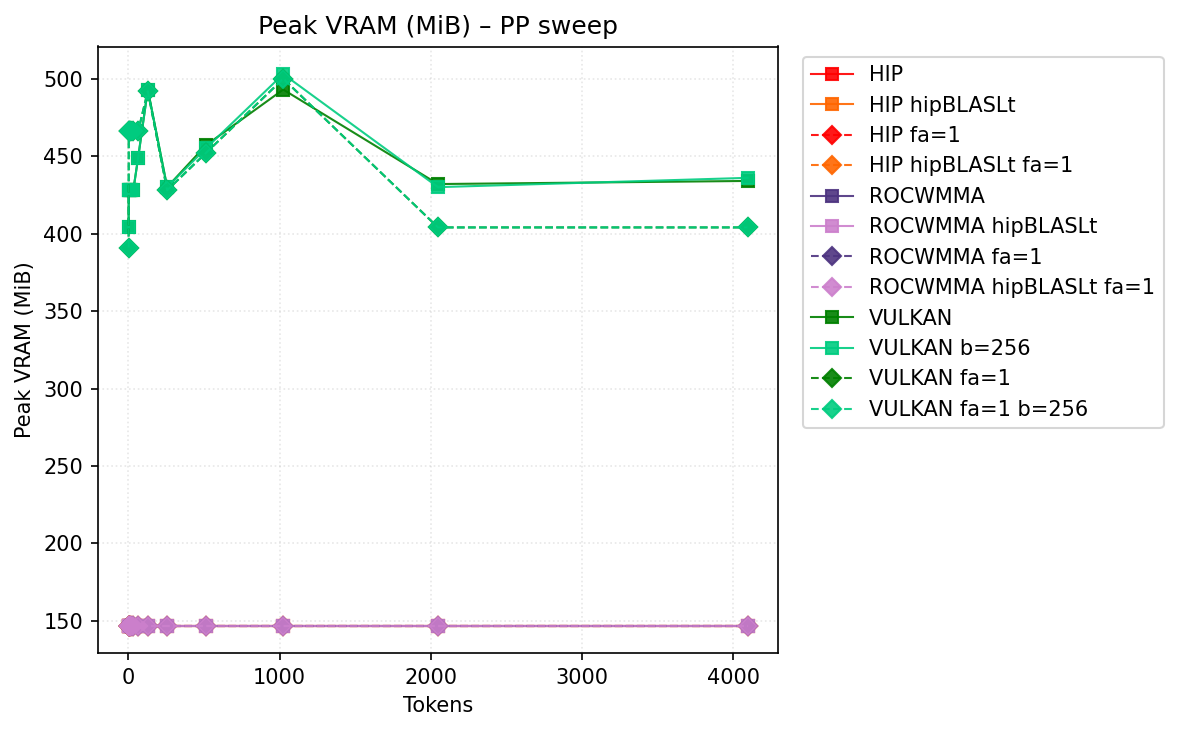 Peak VRAM (MiB) – PP sweep
500
450
400
350
300
250
200
150
Peak VRAM (MiB)
0
1000
2000
3000
4000
Tokens
HIP
HIP hipBLASLt
HIP fa=1
HIP hipBLASLt fa=1
ROCWMMA
ROCWMMA hipBLASLt
ROCWMMA fa=1
ROCWMMA hipBLASLt fa=1
VULKAN
VULKAN b=256
VULKAN fa=1
VULKAN fa=1 b=256